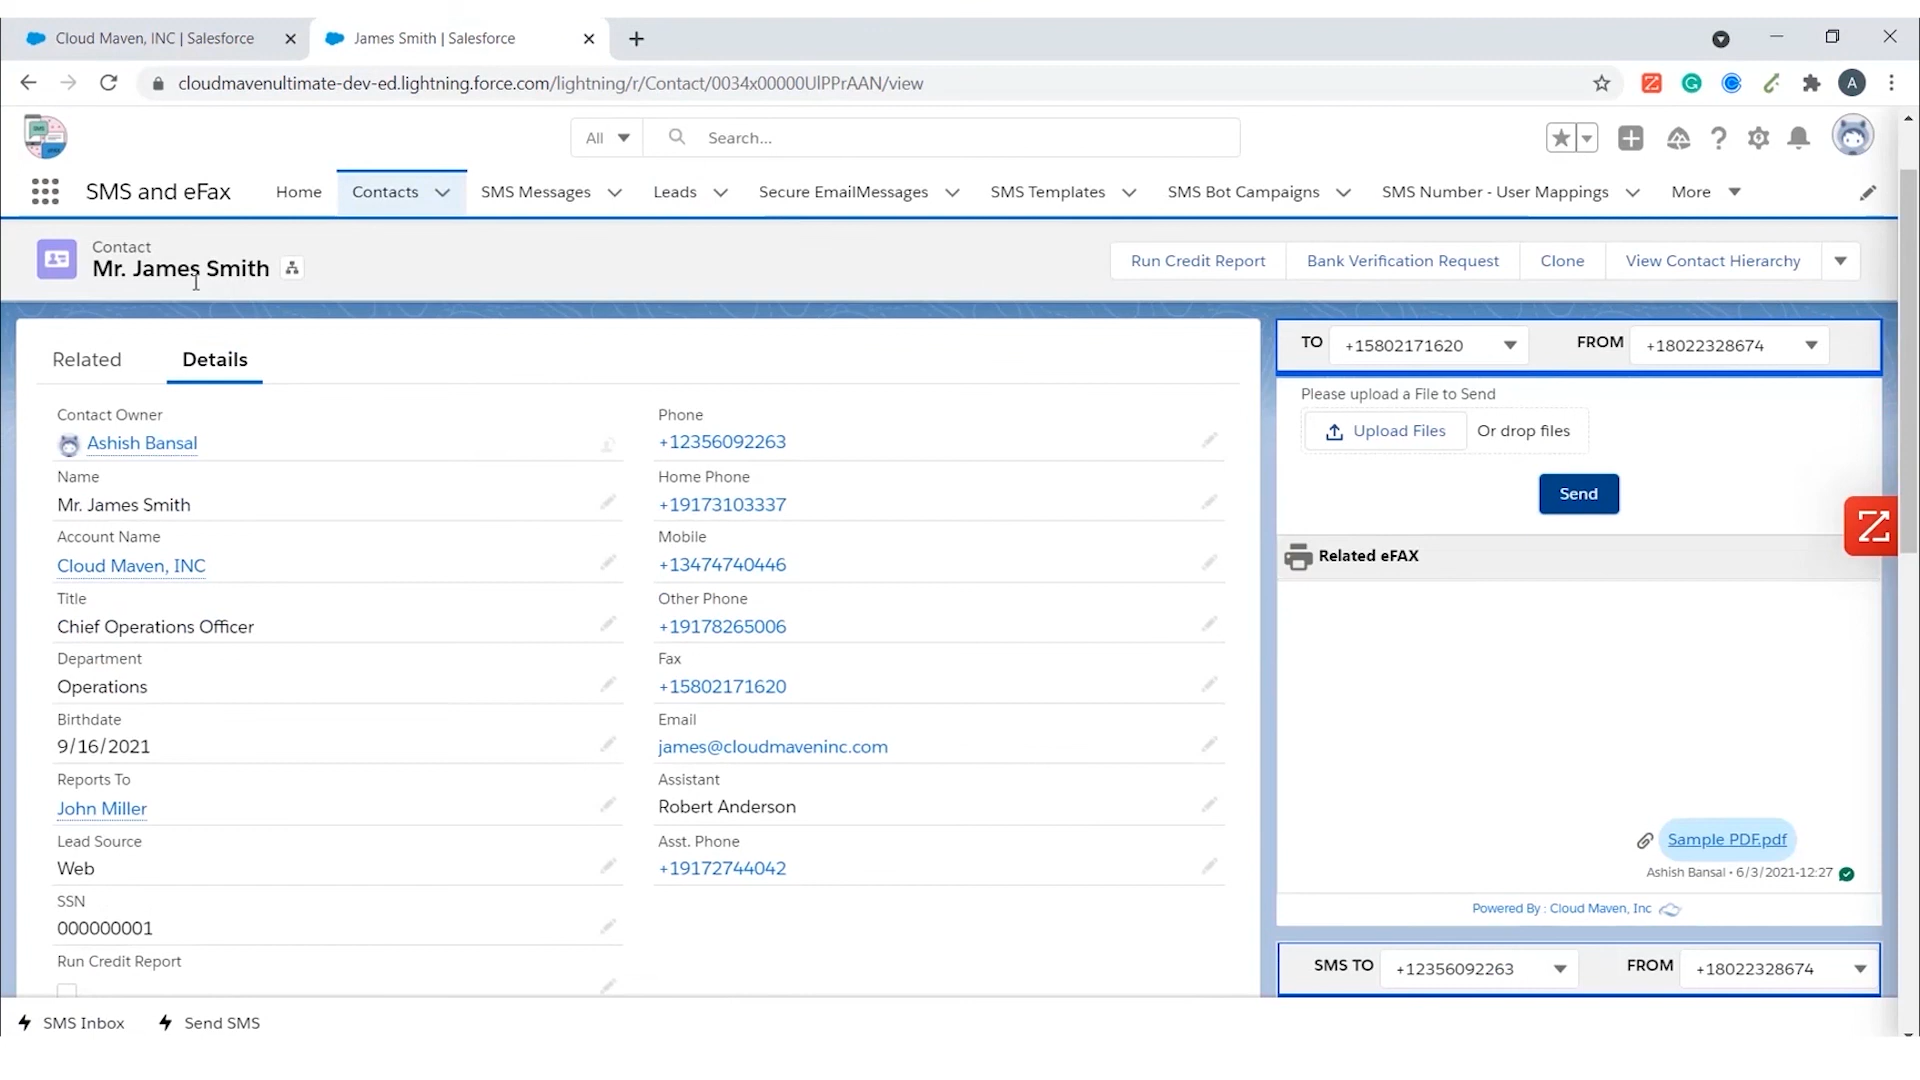 Cloud Maven, INC | Salesforce
James Smith | Salesforce
cloudmavenultimate-dev-ed.lightning.force.com/lightning/r/Contact/0034x00000UlPPrAAN/view
A
All
Search...
SMS and eFax
Home
Contacts
SMS Messages
Leads
Secure EmailMessages
SMS Templates
SMS Bot Campaigns
SMS Number - User Mappings
More
Contact
Mr. James Smith
Run Credit Report
Bank Verification Request
Clone
View Contact Hierarchy
Related
Details
Contact Owner
Ashish Bansal
Name
Mr. James Smith
Account Name
Cloud Maven, INC
Title
Chief Operations Officer
Department
Operations
Birthdate
9/16/2021
Reports To
John Miller
Lead Source
Web
SSN
000000001
Run Credit Report
Phone
+12356092263
Home Phone
+19173103337
Mobile
+13474740446
Other Phone
+19178265006
Fax
+15802171620
Email
james@cloudmaveninc.com
Assistant
Robert Anderson
Asst. Phone
+19172744042
TO
+15802171620
FROM
+18022328674
Please upload a File to Send
Upload Files
Or drop files
Send
Related eFAX
Sample PDF.pdf
Ashish Bansal • 6/3/2021-12:27
Powered By : Cloud Maven, Inc
SMS TO
+12356092263
FROM
+18022328674
SMS Inbox
Send SMS